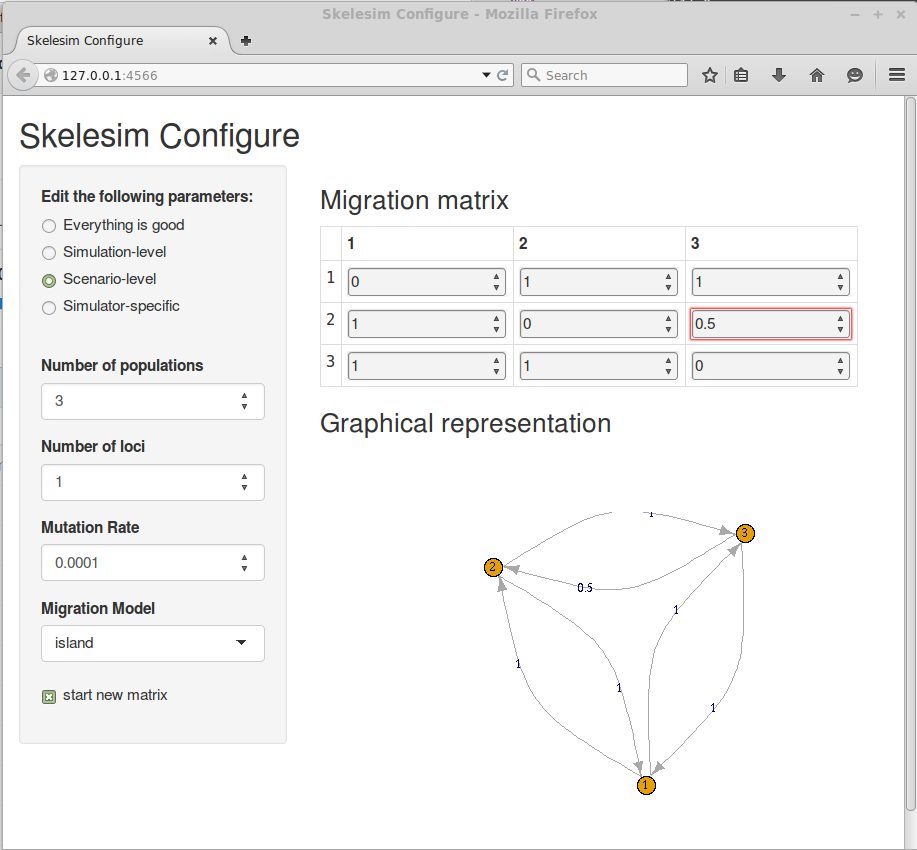 Skelesim Configure - Mozilla Firefox
Skelesim Configure
127.0.0.1:4566
Search
Skelesim Configure
Edit the following parameters:
Everything is good
Simulation-level
Scenario-level
Simulator-specific
Number of populations
3
Number of loci
1
Mutation Rate
0.0001
Migration Model
island
start new matrix
Migration matrix
1 2 3
1 0 1 1
2 1 0 0.5
3 1 1 0
Graphical representation
1
3
2
0.5
1
1
1
1
1